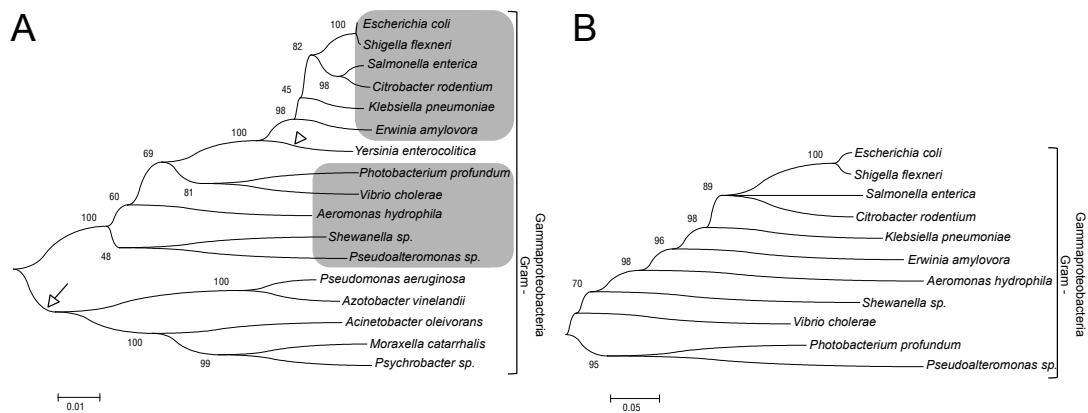 A
100
Escherichia coli
Shigella flexneri
82
Salmonella enterica
98
Citrobacter rodentium
45
Klebsiella pneumoniae
98
Erwinia amylovora
100
Yersinia enterocolitica
69
Photobacterium profundum
81
Vibrio cholerae
60
Aeromonas hydrophila
100
Shewanella sp.
48
Pseudoalteromonas sp.
Pseudomonas aeruginosa
100
Azotobacter vinelandii
Acinetobacter oleivorans
100
Moraxella catarrhalis
99
Psychrobacter sp.
Gammaproteobacteria
Gram -
0.01
B
Escherichia coli
100
Shigella flexneri
89
Salmonella enterica
Citrobacter rodentium
98
Klebsiella pneumoniae
96
Erwinia amylovora
98
Aeromonas hydrophila
70
Shewanella sp.
Vibrio cholerae
Photobacterium profundum
95
Pseudoalteromonas sp.
Gammaproteobacteria
Gram -
0.05